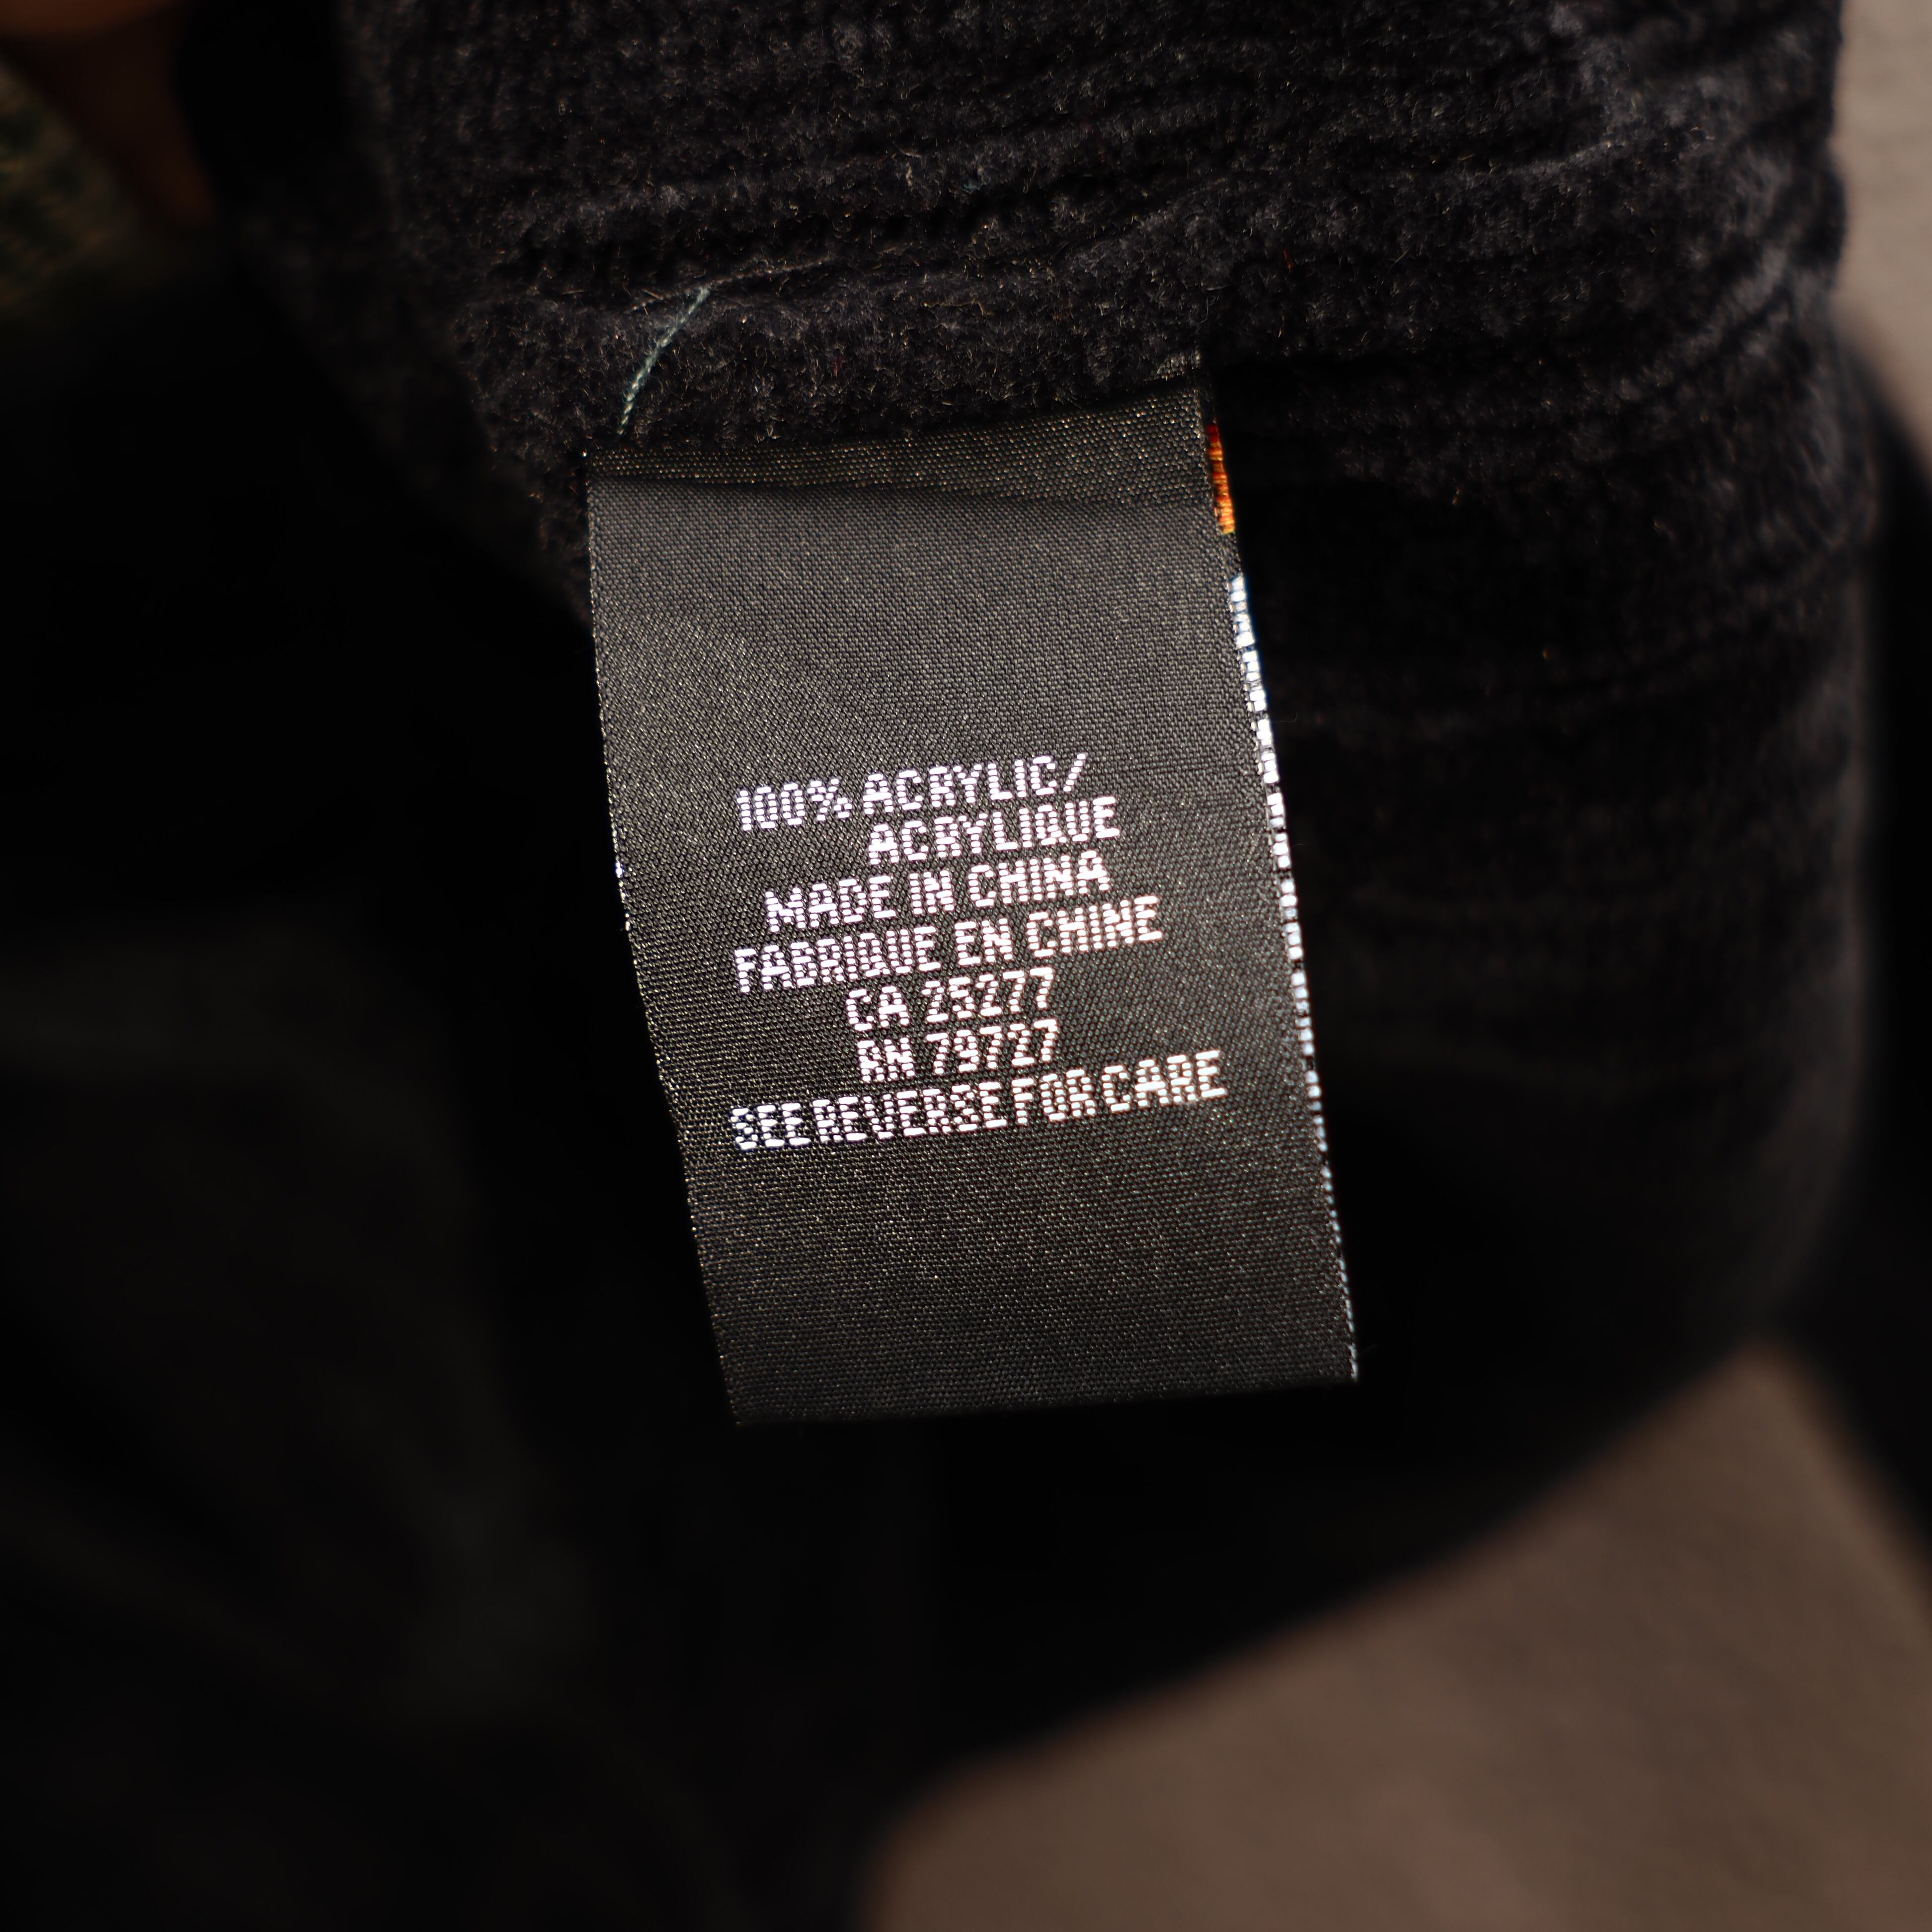 100% ACRYLIC/
ACRYLIQUE
MADE IN CHINA
FABRIQUE EN CHINE
CA 25277
RN 79727
SEE REVERSE FOR CARE